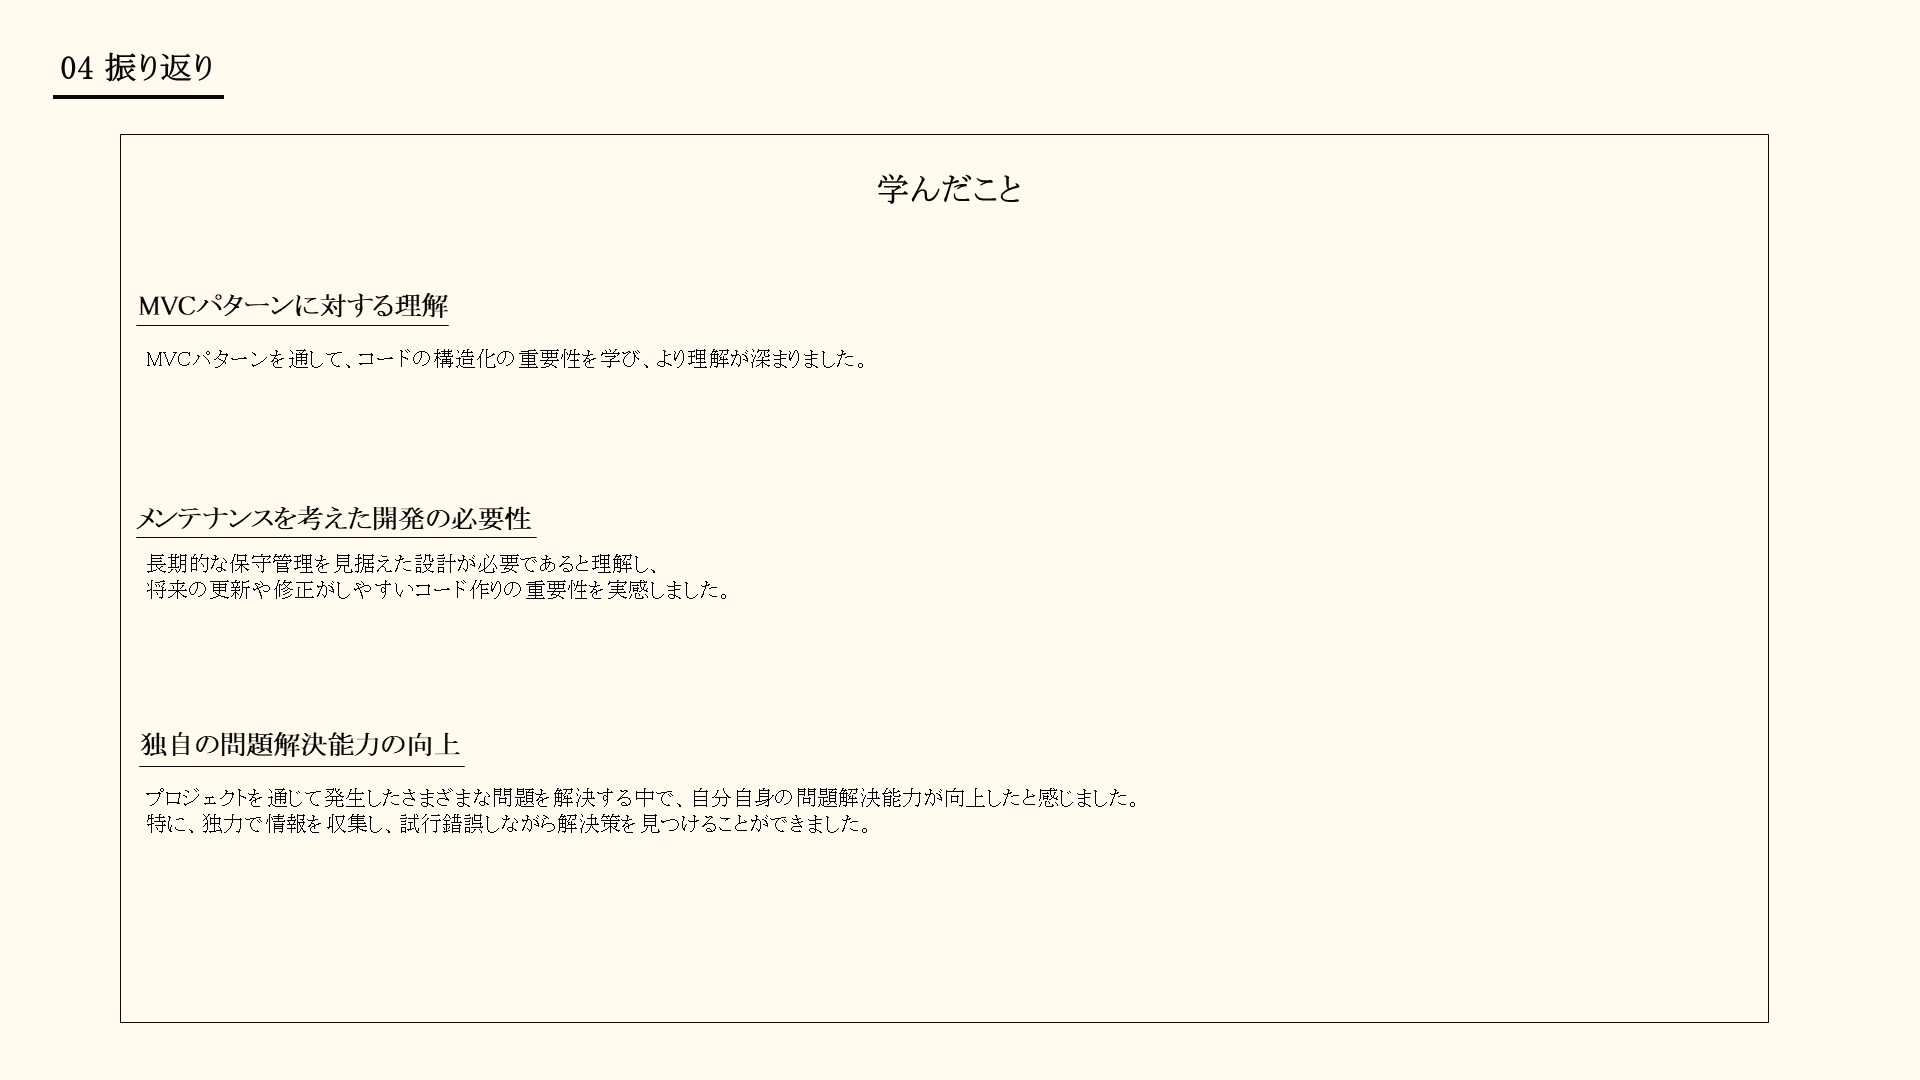 04 振り返り
学んだこと
MVCパターンに対する理解
MVCパターンを通して、コードの構造化の重要性を学び、より理解が深まりました。
メンテナンスを考えた開発の必要性
長期的な保守管理を見据えた設計が必要であると理解し、
将来の更新や修正がしやすいコード作りの重要性を実感しました。
独自の問題解決能力の向上
プロジェクトを通じて発生したさまざまな問題を解決する中で、自分自身の問題解決能力が向上したと感じました。
特に、独力で情報を収集し、試行錯誤しながら解決策を見つけることができました。